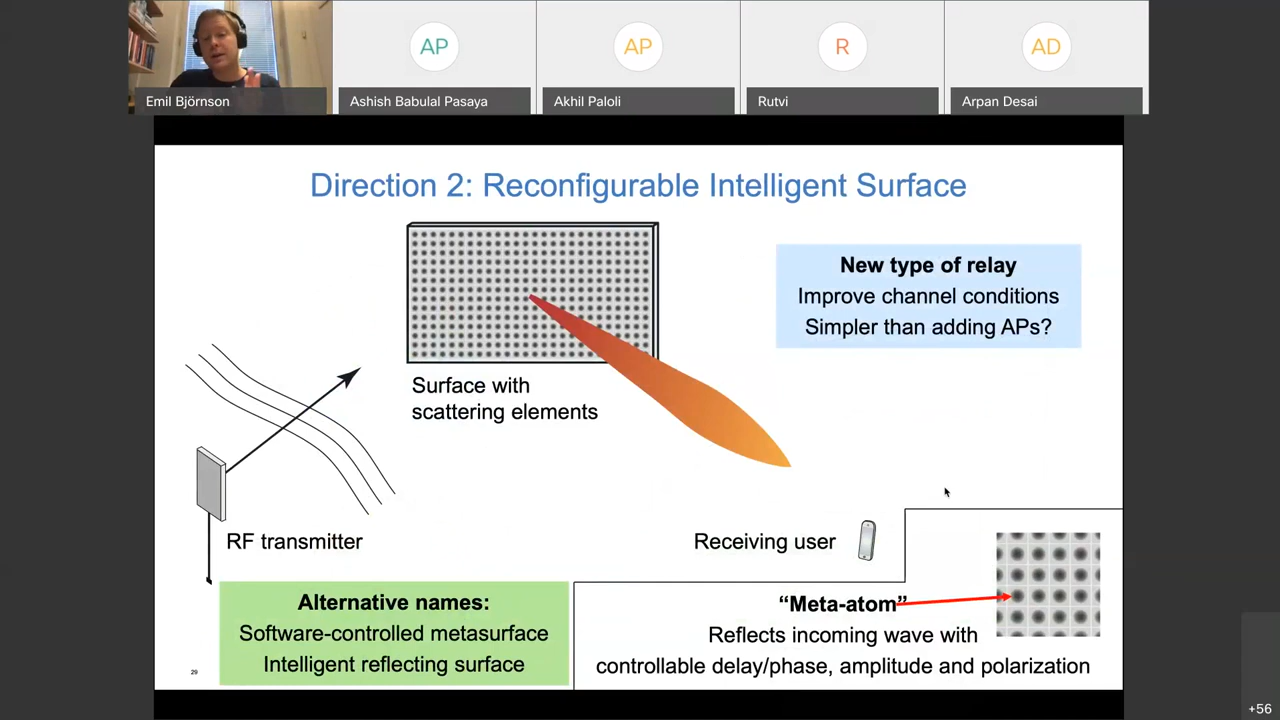 AP
AP
R
AD
Emil Björnson
Ashish Babulal Pasaya
Akhil Paloli
Rutvi
Arpan Desai
Direction 2: Reconfigurable Intelligent Surface
New type of relay
Improve channel conditions
Simpler than adding APs?
Surface with
scattering elements
RF transmitter
Receiving user
Alternative names:
Software-controlled metasurface
Intelligent reflecting surface
“Meta-atom”
Reflects incoming wave with
controllable delay/phase, amplitude and polarization
29
+56